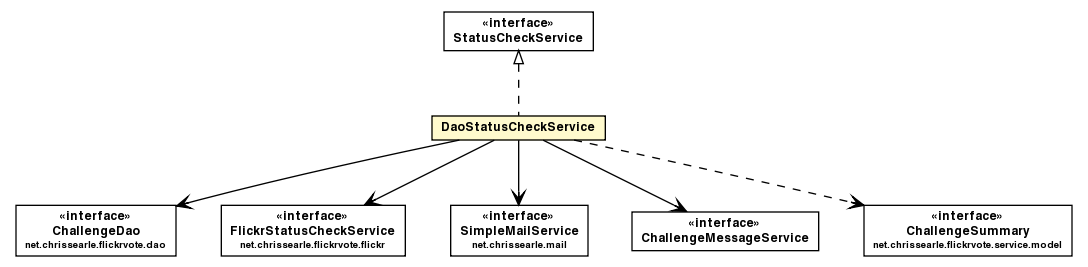 «interface»
StatusCheckService
DaoStatusCheckService
«interface»
ChallengeDao
net.chrissearle.flickrvote.dao
«interface»
FlickrStatusCheckService
net.chrissearle.flickrvote.flickr
«interface»
SimpleMailService
net.chrissearle.mail
«interface»
ChallengeMessageService
«interface»
ChallengeSummary
net.chrissearle.flickrvote.service.model